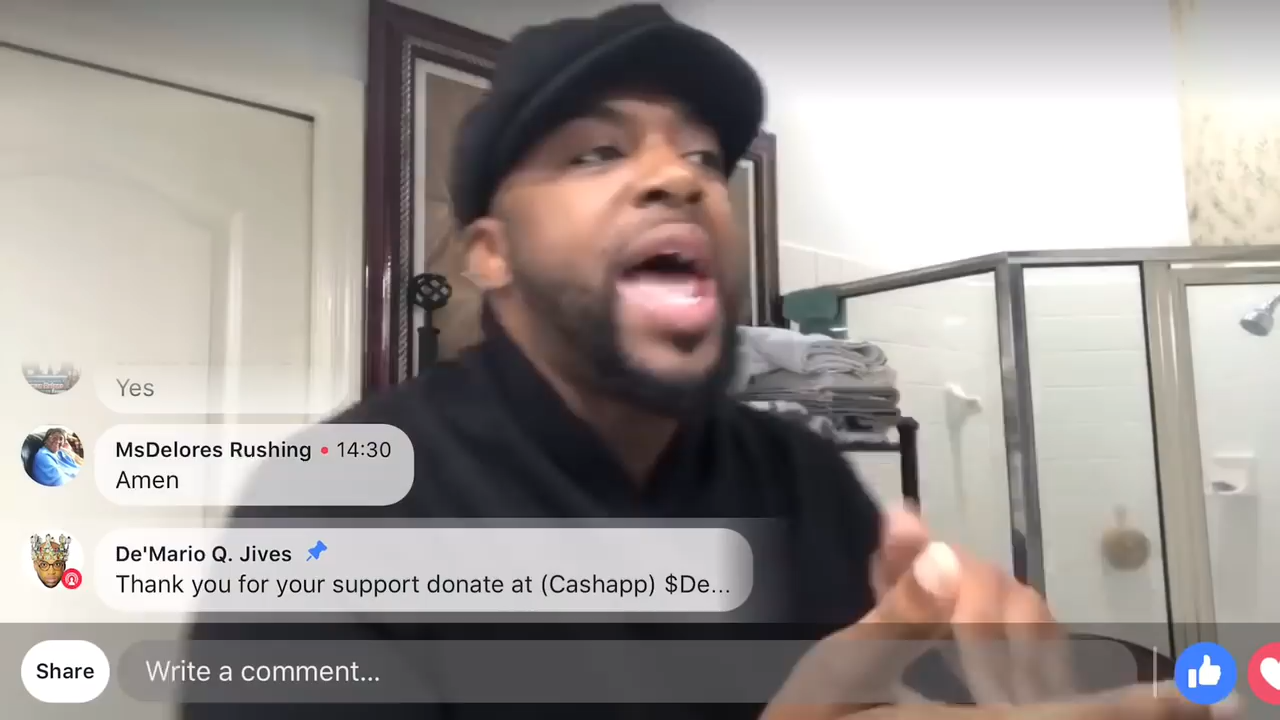 Yes
MsDelores Rushing • 14:30
Amen
De'Mario Q. Jives
Thank you for your support donate at (Cashapp) $De...
Share
Write a comment...